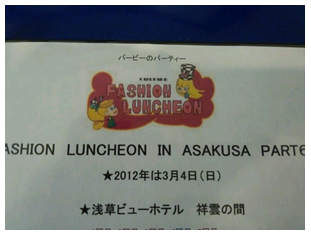 バービーのパーティー
FASHION
LUNCHEON
ASHION LUNCHEON IN ASAKUSA PART6
★2012年は3月4日(日)
★浅草ビューホテル 祥雲の間